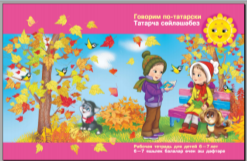 Говорим по-татарски
Татарча сөйләшәбез
Рабочая тетрадь для детей 6–7 лет
6–7 яшьлек балалар өчен эш дәфтәре